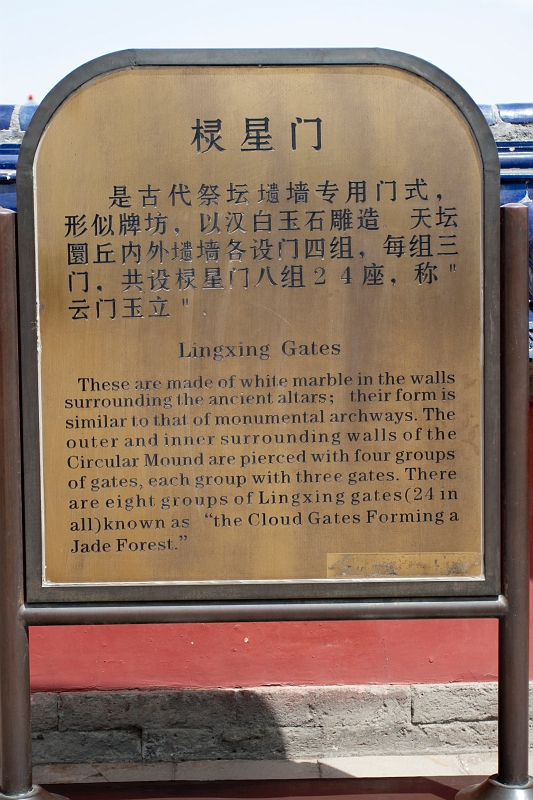 棂星门
是古代祭坛壝墙专用门式，
形似牌坊，以汉白玉石雕造 天坛
圜丘内外壝墙各设门四组，每组三
门，共设棂星门八组24座，称"
云门玉立"
Lingxing Gates
These are made of white marble in the walls
surrounding the ancient altars; their form is
similar to that of monumental archways. The
outer and inner surrounding walls of the
Circular Mound are pierced with four groups
of gates, each group with three gates. There
are eight groups of Lingxing gates(24 in
all)known as “the Cloud Gates Forming a
Jade Forest.”